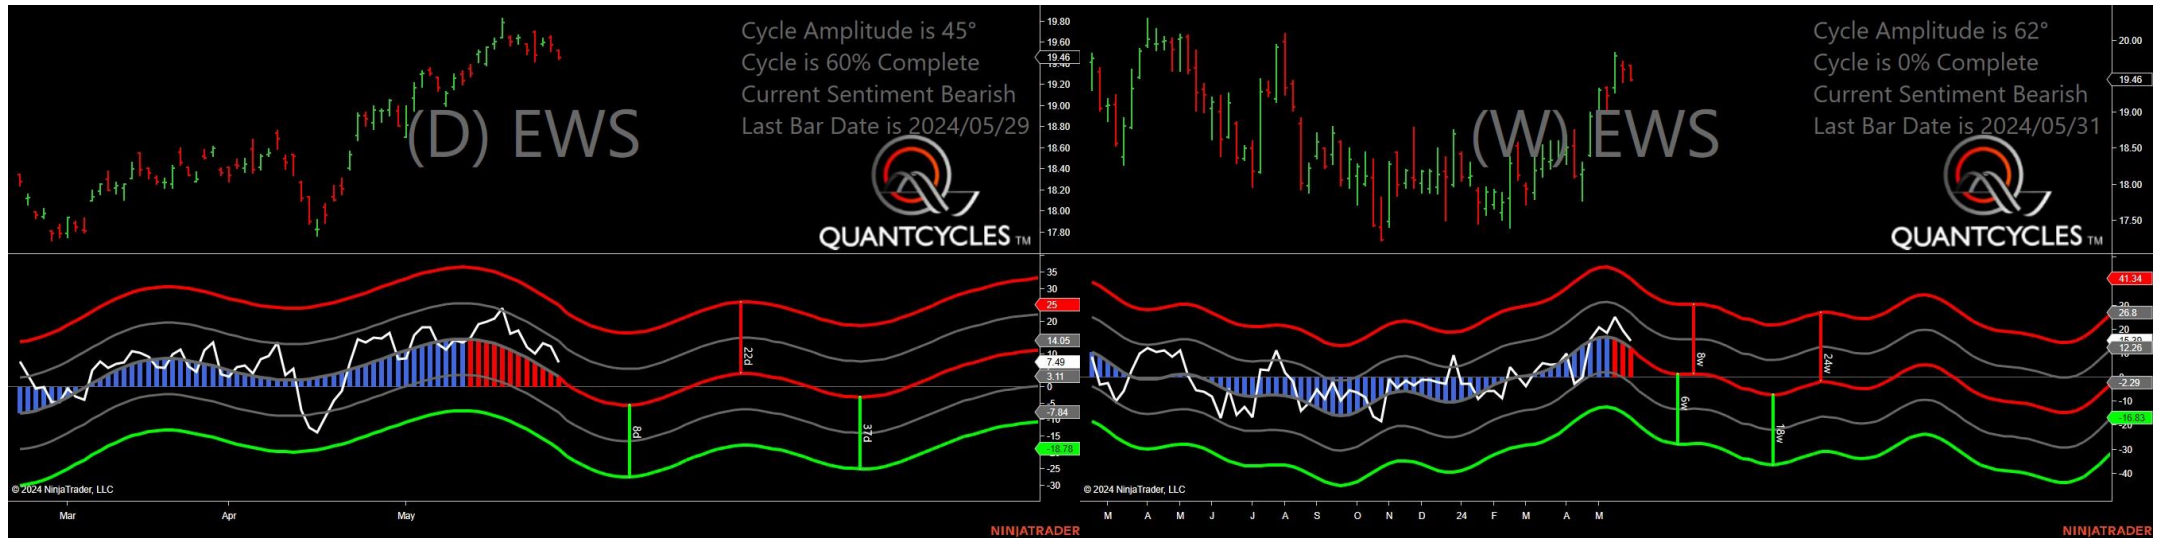 Cycle Amplitude is 45°
Cycle is 60% Complete
Current Sentiment Bearish
Last Bar Date is 2024/05/29
(D) EWS
QUANTCYCLES TM
19.80
19.60
19.46
19.20
19.00
18.80
18.60
18.40
18.20
18.00
17.80
35
30
25
20
14.05
10
7.49
3.11
0
-5
-7.84
-10
-15
-18.78
-25
-30
22d
8d
37d
© 2024 NinjaTrader, LLC
Mar Apr May
NINJATRADER
Cycle Amplitude is 62°
Cycle is 0% Complete
Current Sentiment Bearish
Last Bar Date is 2024/05/31
(W) EWS
QUANTCYCLES TM
20.00
19.46
19.00
18.50
18.00
17.50
41.34
26.8
20
12.26
-2.29
-10
-16.83
-30
-40
8w
24w
6w
18w
© 2024 NinjaTrader, LLC
M A M J J A S O N D 24 F M A M
NINJATRADER